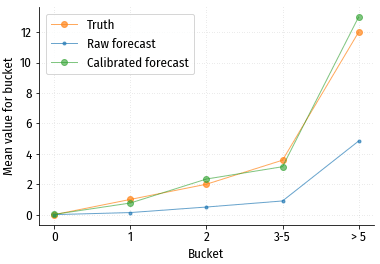 Truth
Raw forecast
Calibrated forecast
Mean value for bucket
12
10
8
6
4
2
0
0 1 2 3-5 > 5
Bucket